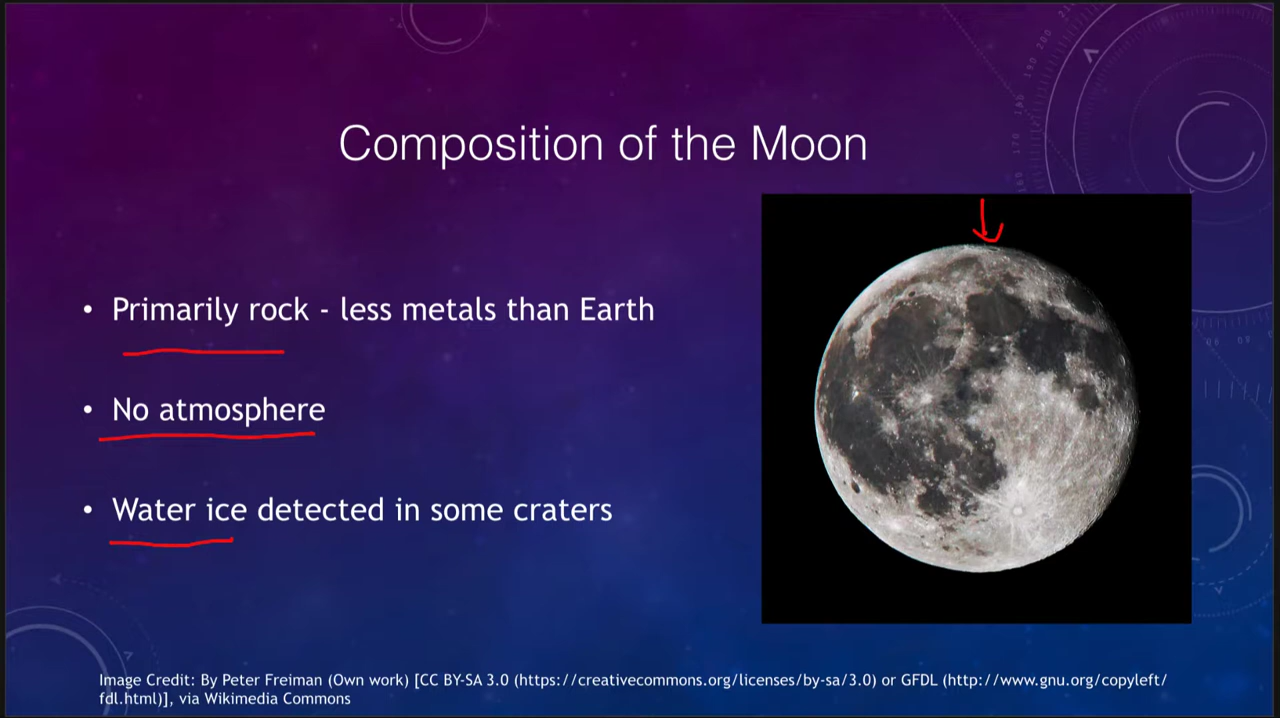 Composition of the Moon
• Primarily rock - less metals than Earth
• No atmosphere
• Water ice detected in some craters
Image Credit: By Peter Freiman (Own work) [CC BY-SA 3.0 (https://creativecommons.org/licenses/by-sa/3.0) or GFDL (http://www.gnu.org/copyleft/
fdl.html)], via Wikimedia Commons